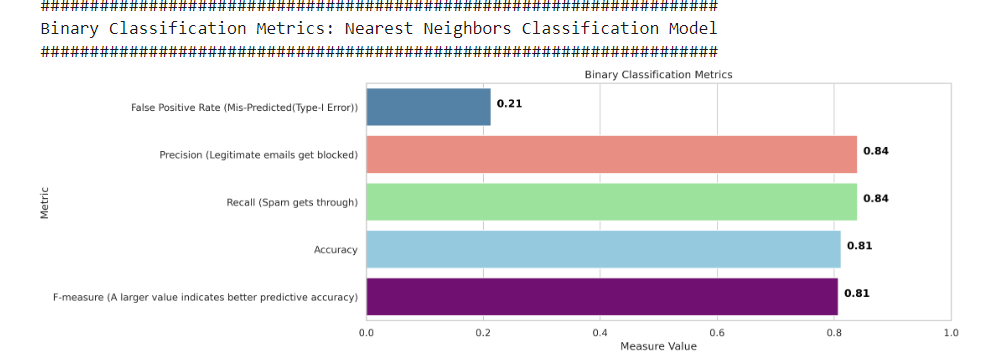 #####################################################################
Binary Classification Metrics: Nearest Neighbors Classification Model
#####################################################################
Binary Classification Metrics
False Positive Rate (Mis-Predicted(Type-I Error))
0.21
Precision (Legitimate emails get blocked)
0.84
Recall (Spam gets through)
0.84
Accuracy
0.81
F-measure (A larger value indicates better predictive accuracy)
0.81
Metric
0.0 0.2 0.4 0.6 0.8 1.0
Measure Value